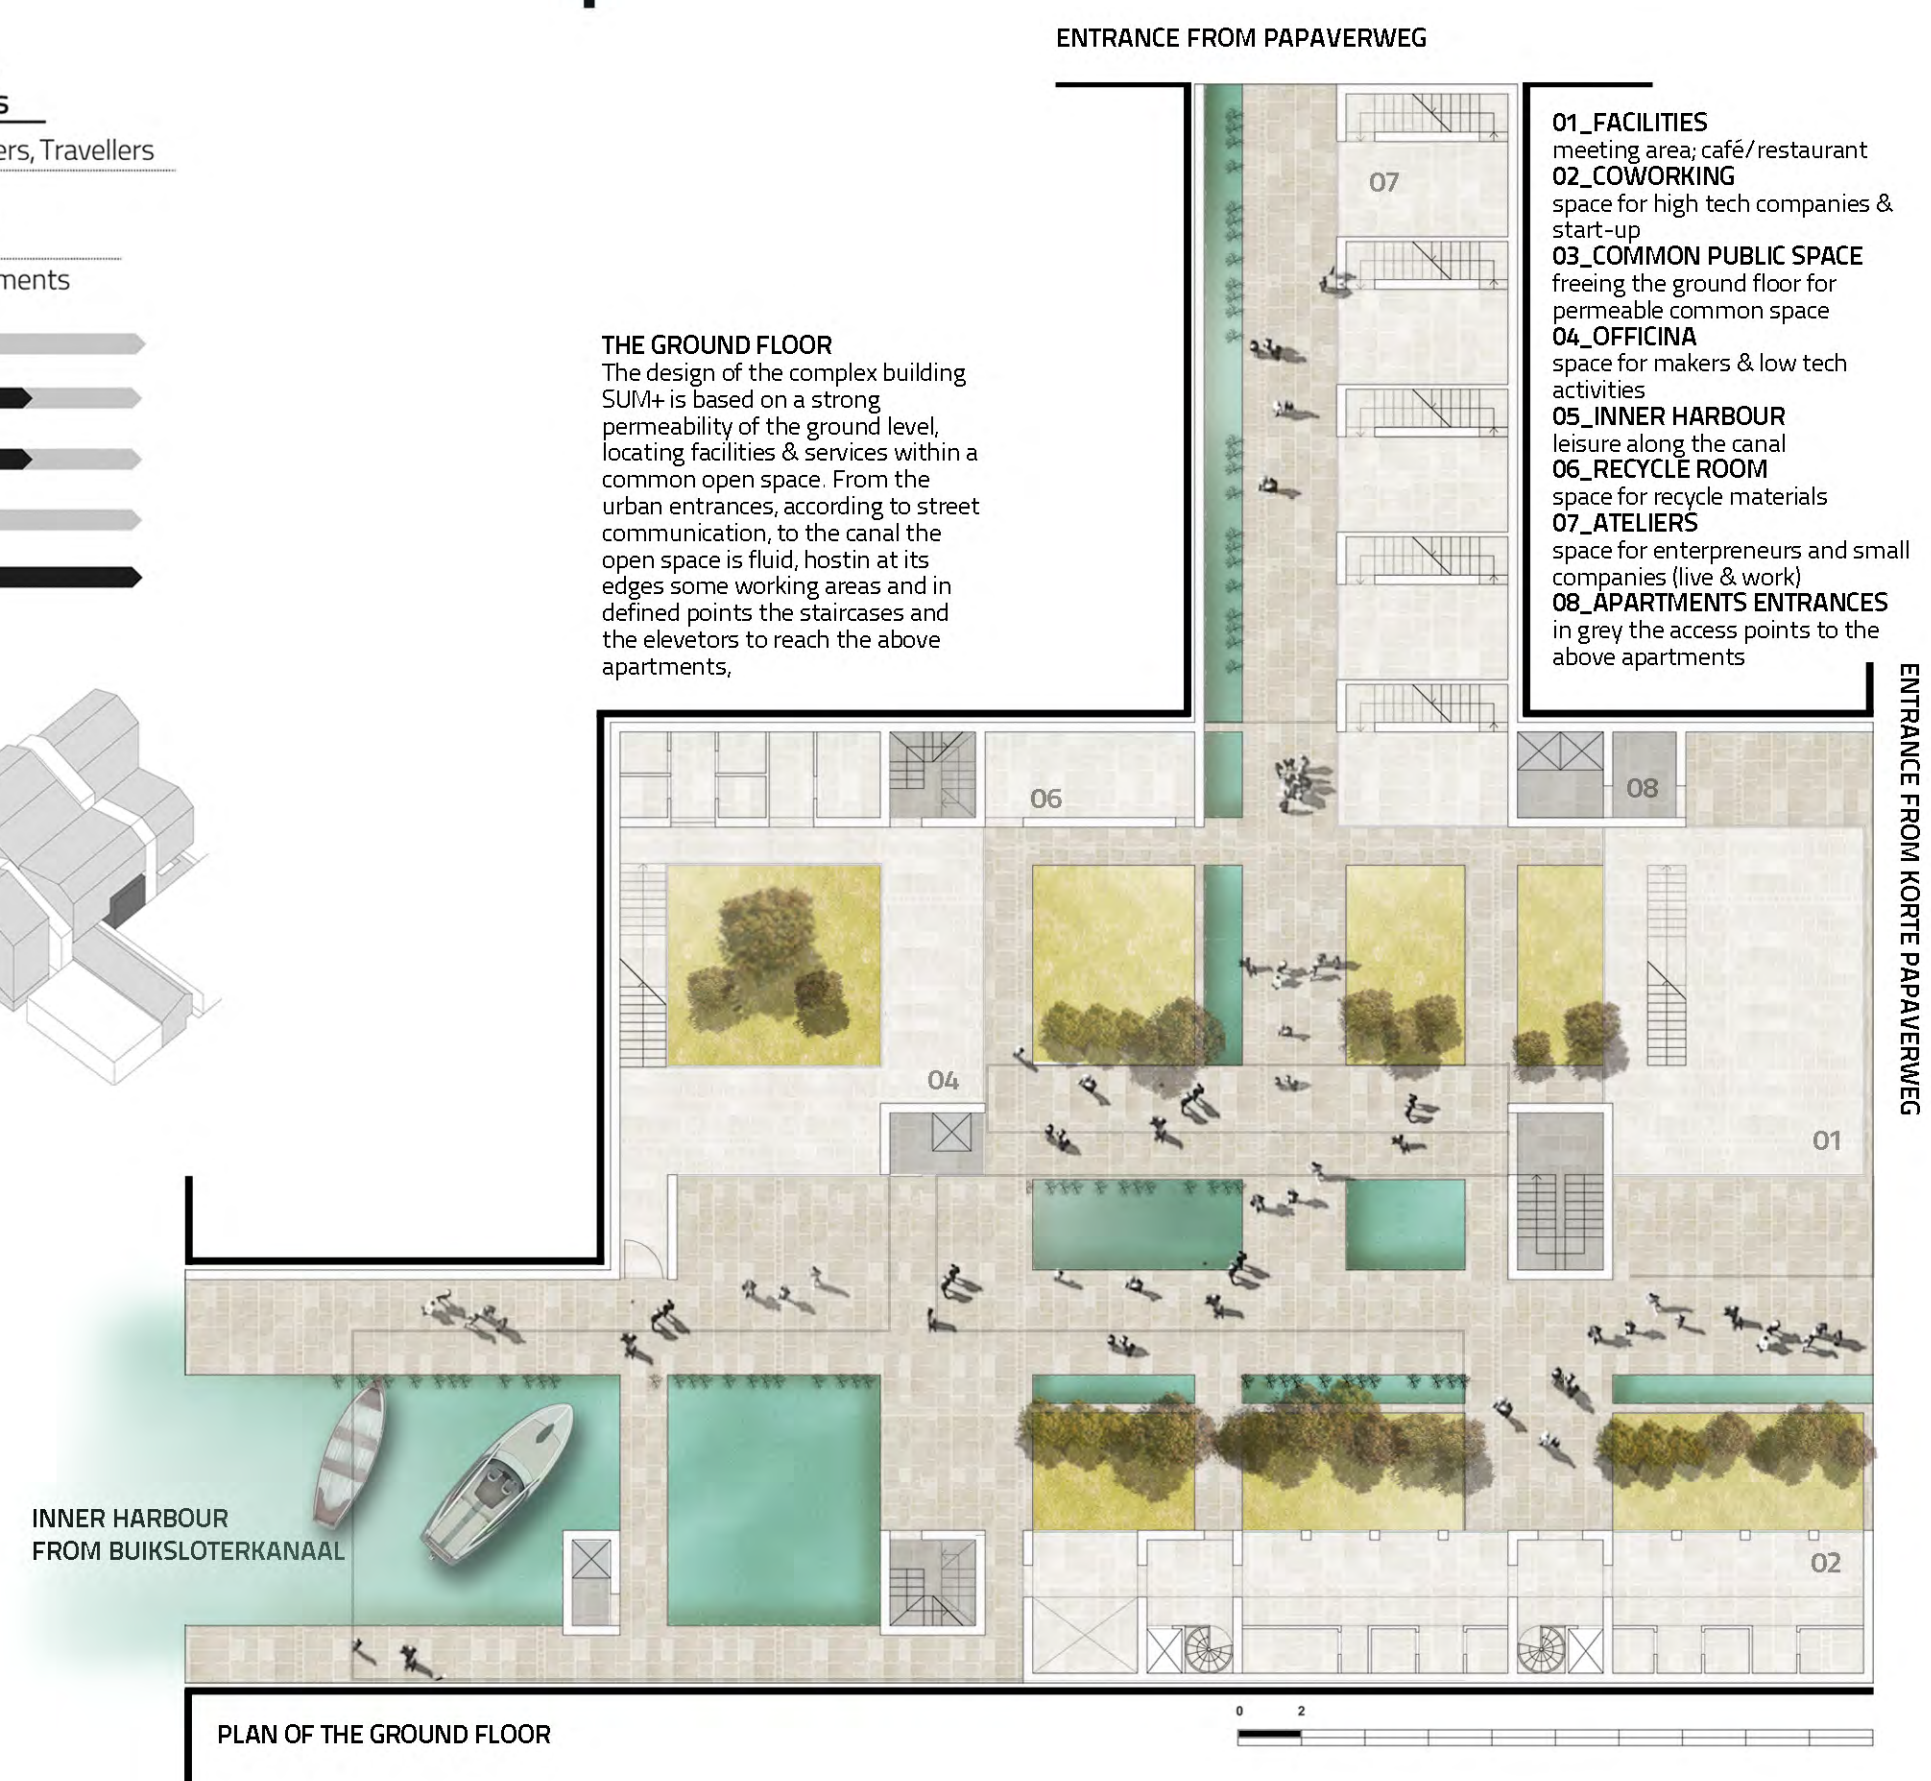 ers, Travellers
ments
ENTRANCE FROM PAPAVERWEG
THE GROUND FLOOR
The design of the complex building
SUM+ is based on a strong
permeability of the ground level,
locating facilities & services within a
common open space. From the
urban entrances, according to street
communication, to the canal the
open space is fluid, hostin at its
edges some working areas and in
defined points the staircases and
the elevetors to reach the above
apartments,
01_FACILITIES
meeting area; café/restaurant
02_COWORKING
space for high tech companies &
start-up
03_COMMON PUBLIC SPACE
freeing the ground floor for
permeable common space
04_OFFICINA
space for makers & low tech
activities
05_INNER HARBOUR
leisure along the canal
06_RECYCLE ROOM
space for recycle materials
07_ATELIERS
space for enterpreneurs and small
companies (live & work)
08_APARTMENTS ENTRANCES
in grey the access points to the
above apartments
ENTRANCE FROM KORTE PAPAVERWEG
07
06
08
04
01
02
INNER HARBOUR
FROM BUIKSLOTERKANAAL
PLAN OF THE GROUND FLOOR
0 2